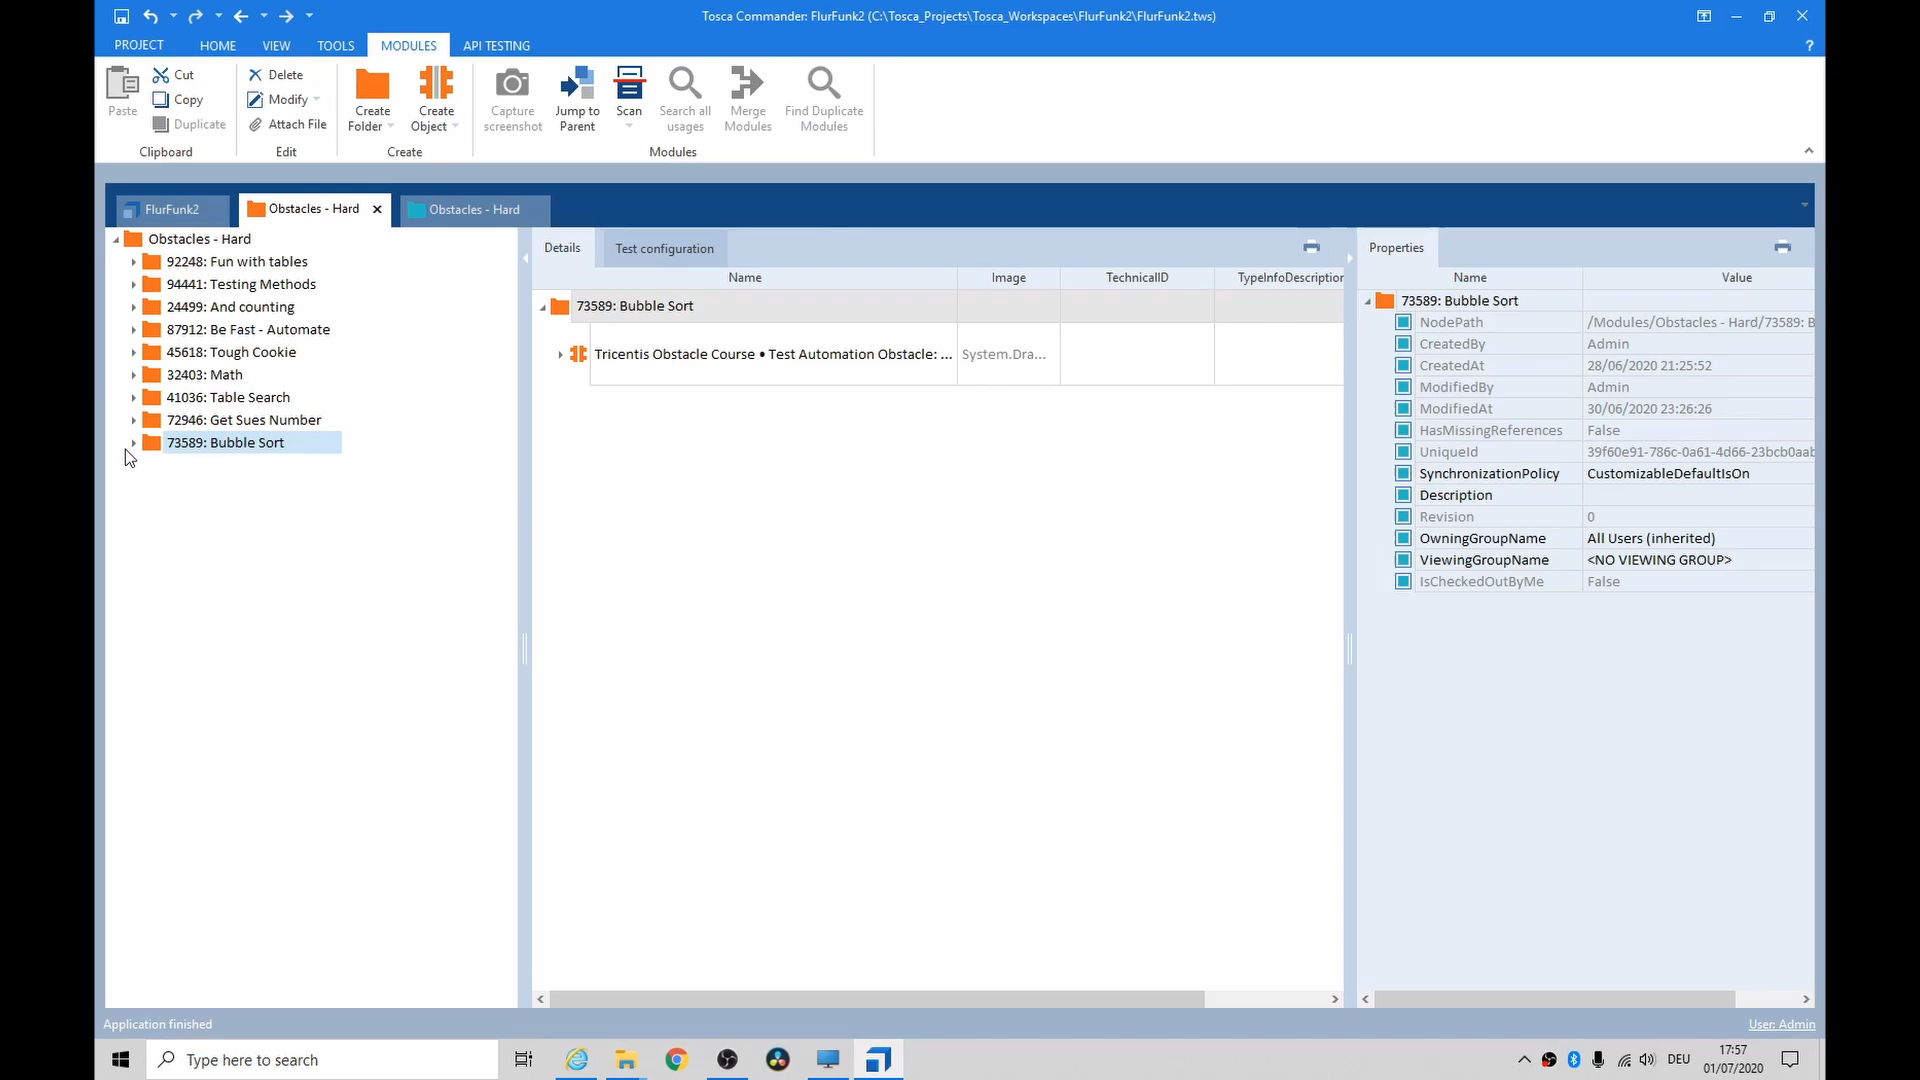 Tosca Commander: FlurFunk2 (C:\Tosca_Projects\Tosca_Workspaces\FlurFunk2\FlurFunk2.tws)
PROJECT HOME VIEW TOOLS MODULES API TESTING ?
Paste
Cut
Copy
Duplicate
Clipboard
Delete
Modify
Attach File
Edit
Create Folder
Create Object
Create
Capture screenshot
Jump to Parent
Scan
Search all usages
Merge Modules
Find Duplicate Modules
Modules
FlurFunk2
Obstacles - Hard
Obstacles - Hard
Obstacles - Hard
92248: Fun with tables
94441: Testing Methods
24499: And counting
87912: Be Fast - Automate
45618: Tough Cookie
32403: Math
41036: Table Search
72946: Get Sues Number
73589: Bubble Sort
Details Test configuration
Name Image TechnicalID TypeInfoDescription
73589: Bubble Sort
Tricentis Obstacle Course • Test Automation Obstacle: ... System.Dra...
Properties
Name Value
73589: Bubble Sort
NodePath /Modules/Obstacles - Hard/73589: B
CreatedBy Admin
CreatedAt 28/06/2020 21:25:52
ModifiedBy Admin
ModifiedAt 30/06/2020 23:26:26
HasMissingReferences False
UniqueId 39f60e91-786c-0a61-4d66-23bcb0aab
SynchronizationPolicy CustomizableDefaultIsOn
Description
Revision 0
OwningGroupName All Users (inherited)
ViewingGroupName <NO VIEWING GROUP>
IsCheckedOutByMe False
Application finished User: Admin
Type here to search
DEU
17:57
01/07/2020